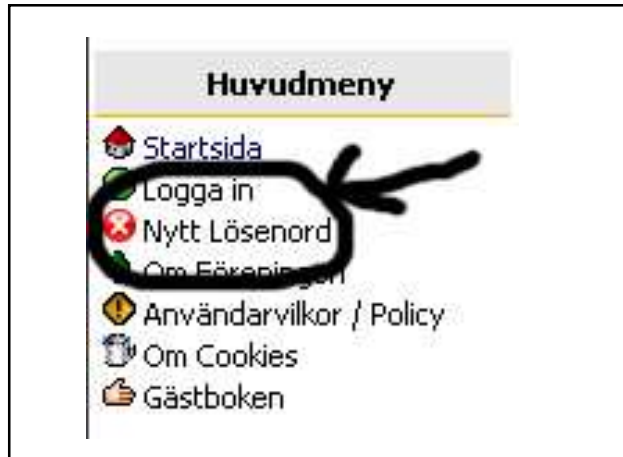 Huvudmeny
Startsida
Logga in
Nytt Lösenord
Om Föreningen
Användarvilkor / Policy
Om Cookies
Gästboken